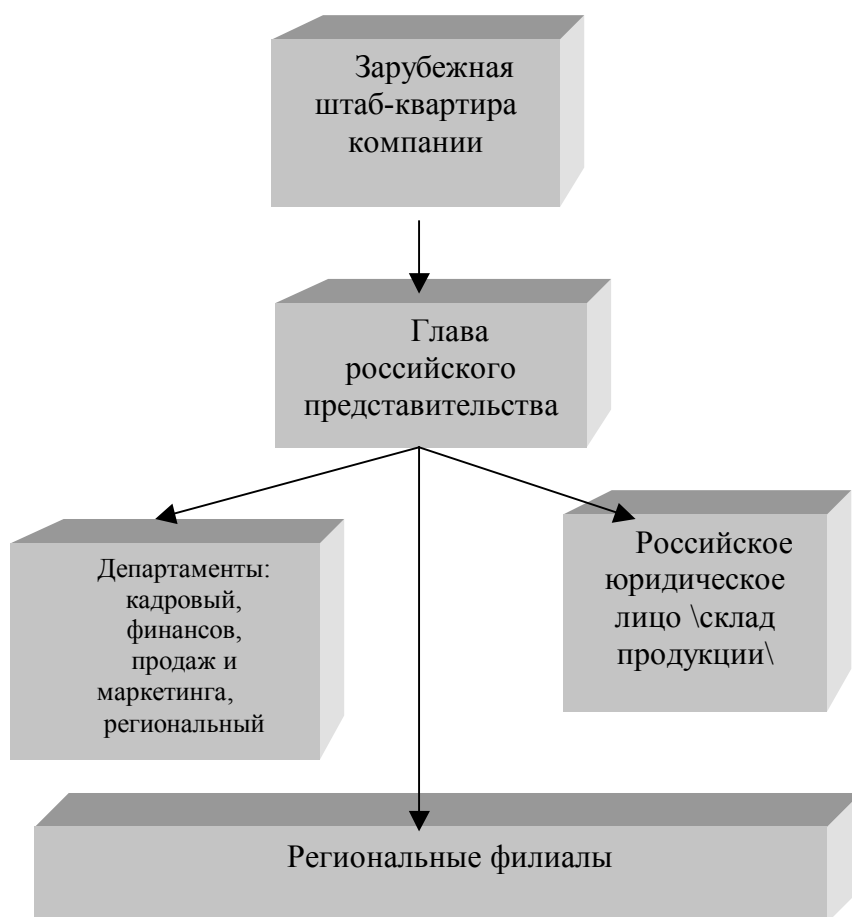 Зарубежная
штаб-квартира
компании
Глава
российского
представительства
Департаменты:
кадровый,
финансов,
продаж и
маркетинга,
региональный
Российское
юридическое
лицо \склад
продукции\
Региональные филиалы